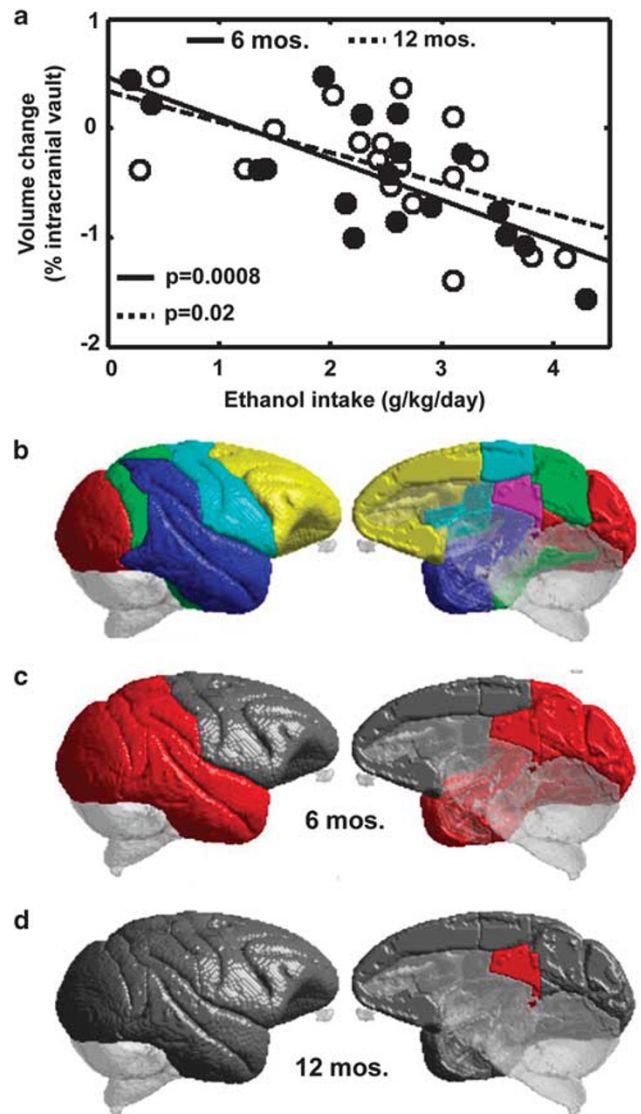 a
6 mos. 12 mos.
1
0
-1
-2
Volume change
(% intracranial vault)
p=0.0008
p=0.02
0 1 2 3 4
Ethanol intake (g/kg/day)
b
c
6 mos.
d
12 mos.